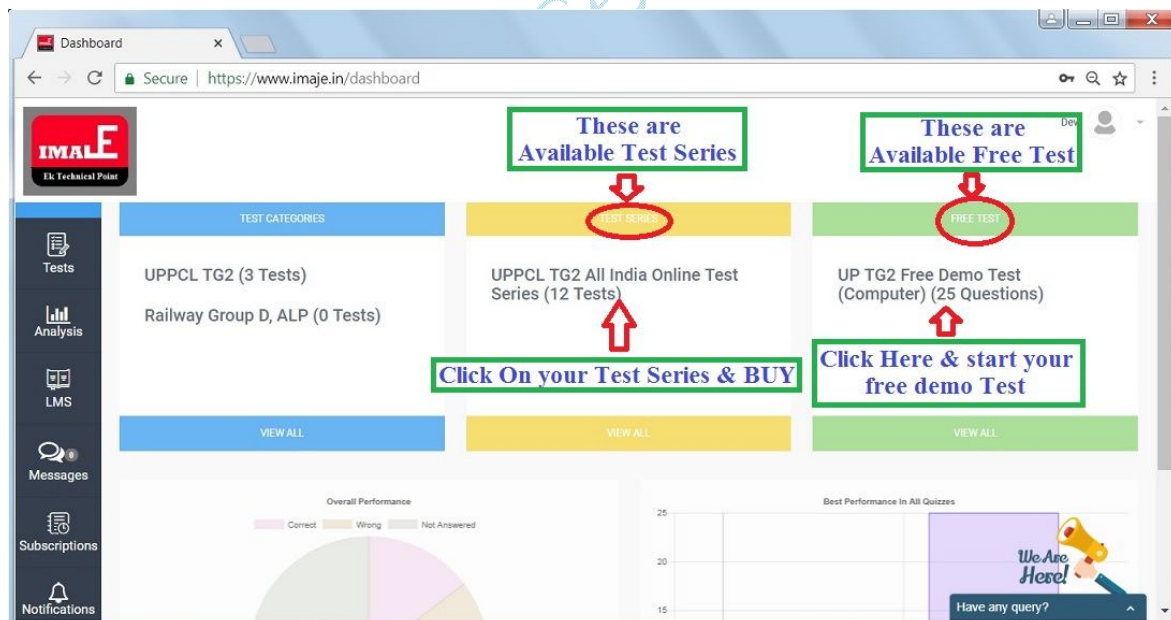 Dashboard
Secure | https://www.imaje.in/dashboard
IMAJE
Ek Technical Point
These are
Available Test Series
These are
Available Free Test
Dev
TEST CATEGORIES
TEST SERIES
FREE TEST
Tests
Analysis
LMS
Messages
0
Subscriptions
Notifications
UPPCL TG2 (3 Tests)
Railway Group D, ALP (0 Tests)
UPPCL TG2 All India Online Test
Series (12 Tests)
UP TG2 Free Demo Test
(Computer) (25 Questions)
Click On your Test Series & BUY
Click Here & start your
free demo Test
VIEW ALL
VIEW ALL
VIEW ALL
Overall Performance
Correct Wrong Not Answered
Best Performance In All Quizzes
25
20
15
We Are
Here!
Have any query?